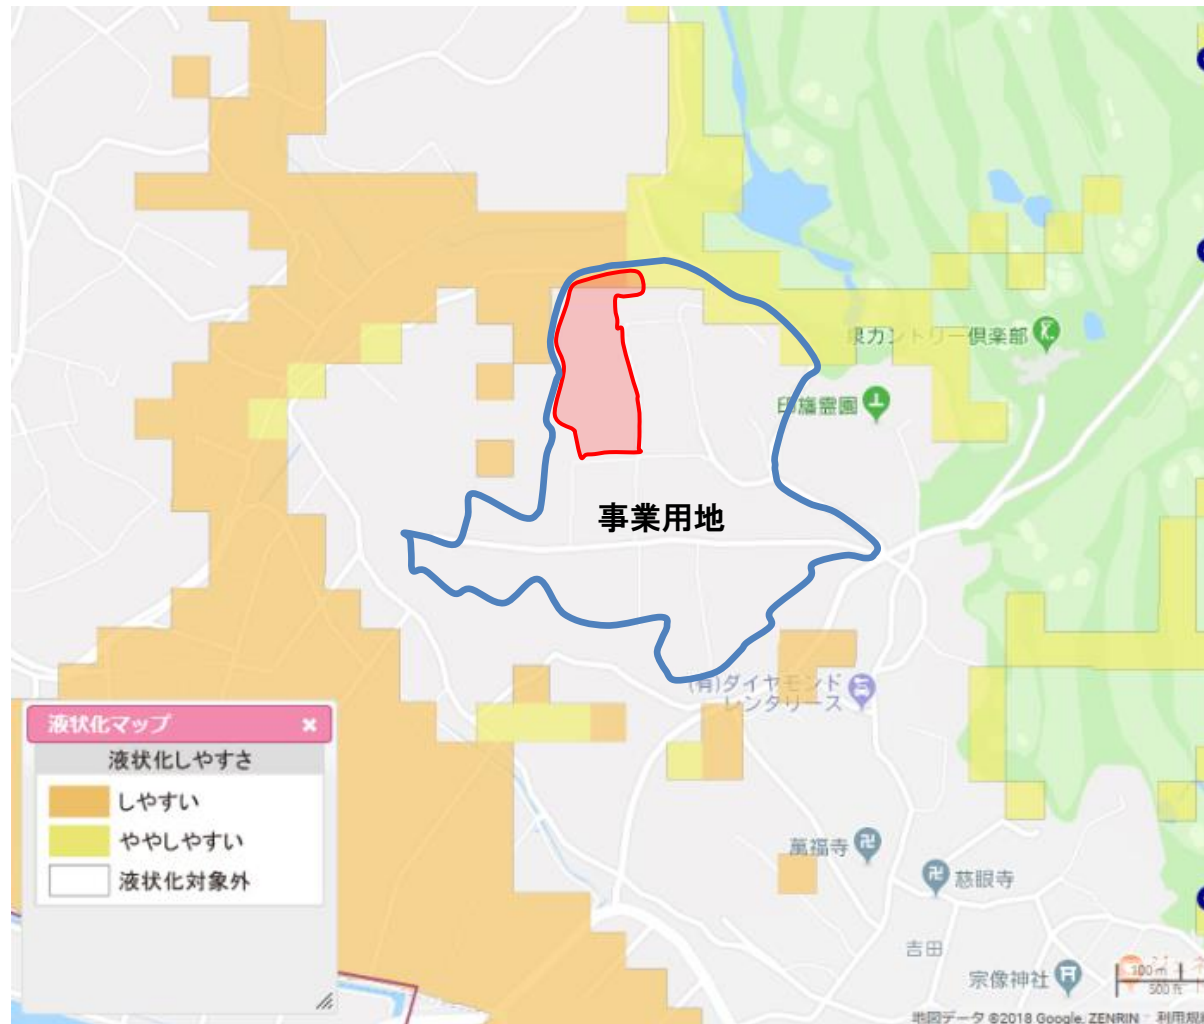 泉カントリー倶楽部
印旛霊園
事業用地
(有)ダイヤモンド
レンタリース
液状化マップ ×
液状化しやすさ
しやすい
ややしやすい
液状化対象外
萬福寺
慈眼寺
吉田
宗像神社
100 m
500 ft
地図データ ©2018 Google, ZENRIN 利用規